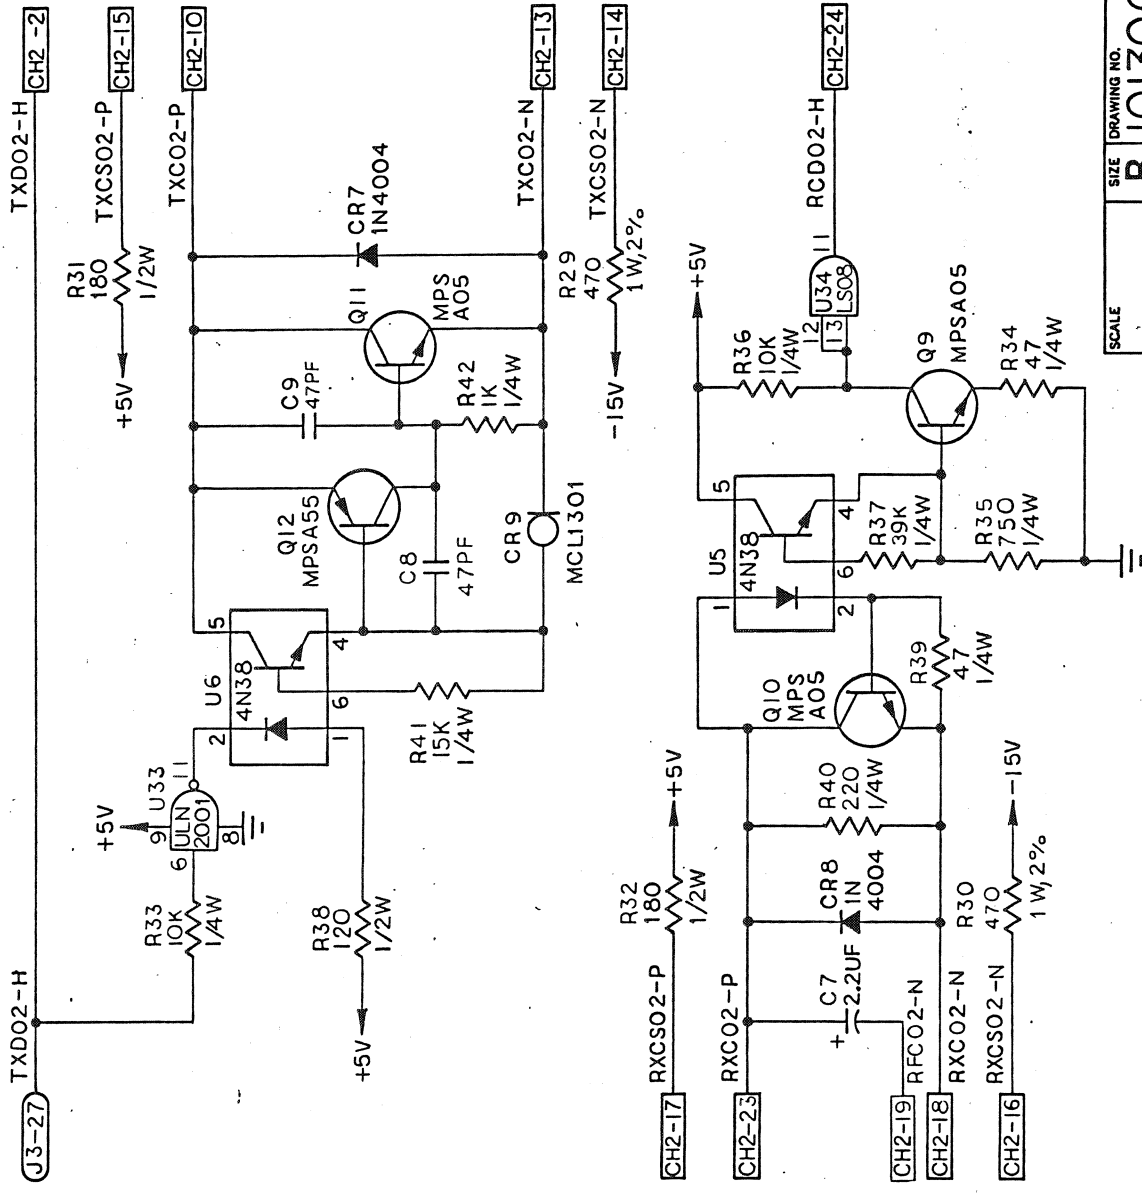 CH2 -2
CH2-15
CH2-10
CH2-13
CH2-14
CH2-24
TXD02-H
TXCS02-P
TXC02-P
TXC02-N
TXCS02-N
RCD02-H
R31
180
1/2W
+5V
CR7
1N4004
Q11
MPS
A05
C9
47PF
R42
1K
1/4W
R29
470
1W,2%
-15V
Q12
MPSA55
C8
47PF
CR9
MCL1301
U6
4N38
5
4
6
2
1
R41
15K
1/4W
U33
11
ULN
2001
+5V
9
8
6
R33
10K
1/4W
R38
120
1/2W
+5V
TXD02-H
J3-27
+5V
R36
10K
1/4W
U34
LS08
12
13
11
Q9
MPSA05
R34
47
1/4W
U5
4N38
5
4
6
1
2
R37
39K
1/4W
R35
750
1/4W
Q10
MPS
A05
R39
47
1/4W
R32
180
1/2W
+5V
R40
220
1/4W
CR8
1N
4004
R30
470
1W,2%
-15V
C7
2.2UF
+
RXCS02-P
RXC02-P
RFC02-N
RXC02-N
RXCS02-N
CH2-17
CH2-23
CH2-19
CH2-18
CH2-16
SCALE
SIZE
DRAWING NO.